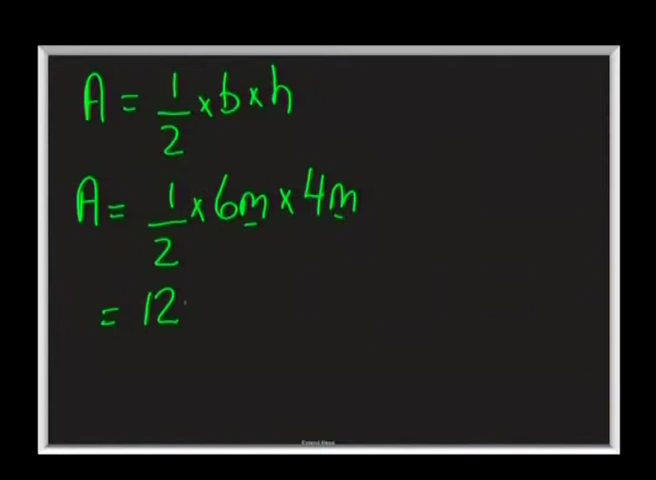 A = 1/2 × b × h
A = 1/2 × 6m × 4m
= 12